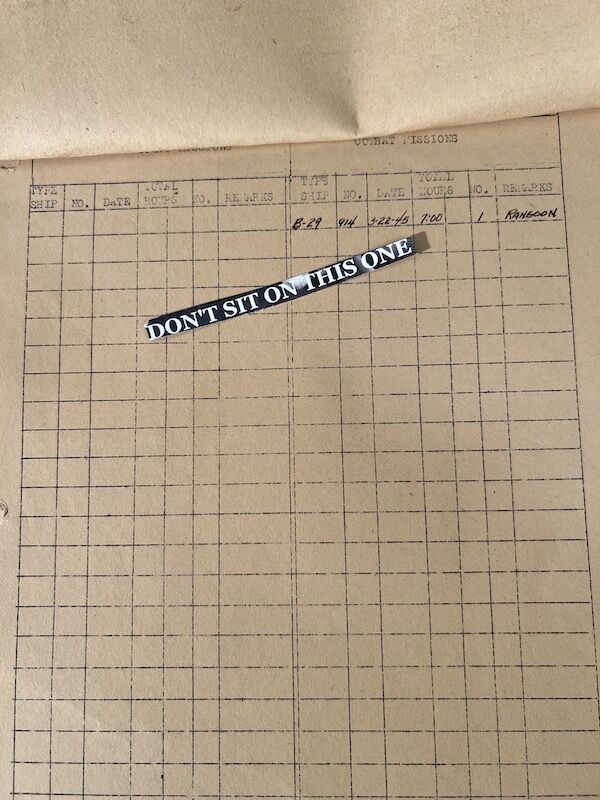 COMBAT MISSIONS
TYPE SHIP NO. DATE TOTAL HOURS NO. REMARKS TYPE SHIP NO. DATE TOTAL HOURS NO. REMARKS
B-29 914 3-22-45 7:00 1 RANGOON
DON'T SIT ON THIS ONE